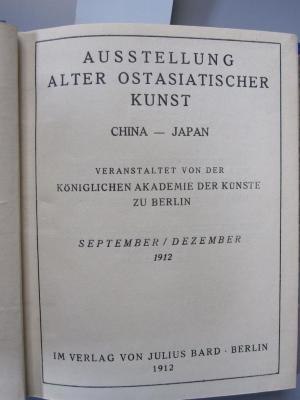 AUSSTELLUNG
ALTER OSTASIATISCHER
KUNST
CHINA — JAPAN
VERANSTALTET VON DER
KÖNIGLICHEN AKADEMIE DER KÜNSTE
ZU BERLIN
SEPTEMBER / DEZEMBER
1912
IM VERLAG VON JULIUS BARD · BERLIN
1912